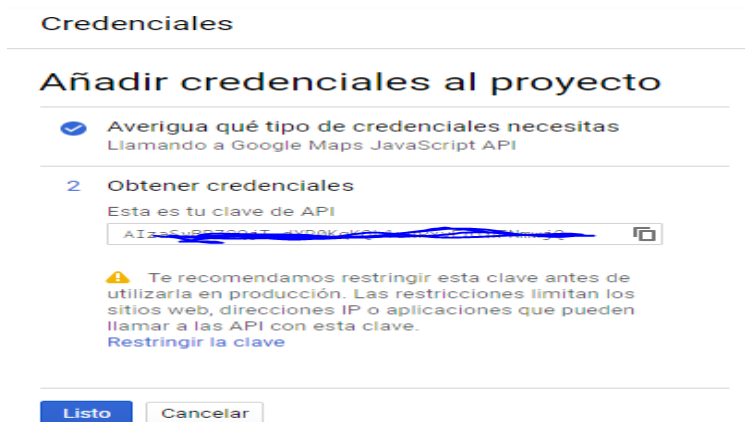 Credenciales
Añadir credenciales al proyecto
Averigua qué tipo de credenciales necesitas
Llamando a Google Maps JavaScript API
2 Obtener credenciales
Esta es tu clave de API
Te recomendamos restringir esta clave antes de
utilizarla en producción. Las restricciones limitan los
sitios web, direcciones IP o aplicaciones que pueden
llamar a las API con esta clave.
Restringir la clave
Listo Cancelar